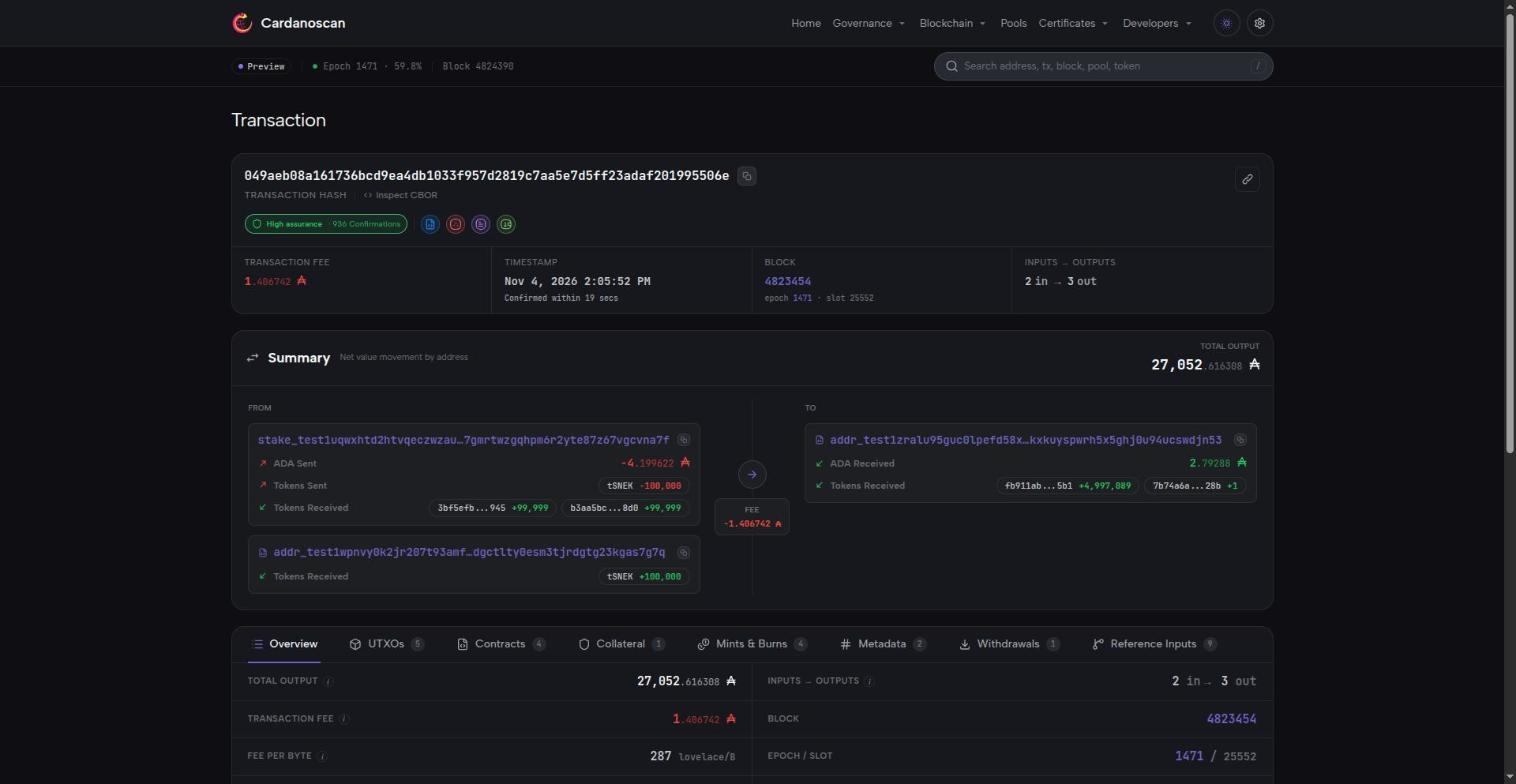 Cardanoscan
Home Governance Blockchain Pools Certificates Developers
Preview Epoch 1471 · 59.8% Block 4824390
Search address, tx, block, pool, token /
Transaction
049aeb08a161736bcd9ea4db1033f957d2819c7aa5e7d5ff23adaf201995506e
TRANSACTION HASH <> Inspect CBOR
High assurance · 936 Confirmations
TRANSACTION FEE TIMESTAMP BLOCK INPUTS → OUTPUTS
1.406742 ₳ Nov 4, 2026 2:05:52 PM 4823454 2 in → 3 out
Confirmed within 19 secs epoch 1471 · slot 25552
TOTAL OUTPUT
Summary Net value movement by address
27,052.616308 ₳
FROM TO
stake_test1uqwxhtd2htvqeczwzau…7gmrtwzgqhpm6r2yte87z67vgcvna7f addr_test1zralu95guc0lpefd58x…kxkuyspwrh5x5ghj0u94ucswdjn53
ADA Sent -4.199622 ₳ ADA Received 2.79288 ₳
Tokens Sent tSNEK -100,000 Tokens Received fb911ab...5b1 +4,997,089 7b74a6a...28b +1
Tokens Received 3bf5efb...945 +99,999 b3aa5bc...8d0 +99,999
FEE
-1.406742 ₳
addr_test1wpnvy0k2jr207t93amf…dgctlty0esm3tjrdgtg23kgas7g7q
Tokens Received tSNEK +100,000
Overview UTXOs 5 Contracts 4 Collateral 1 Mints & Burns 4 Metadata 2 Withdrawals 1 Reference Inputs 9
TOTAL OUTPUT i 27,052.616308 ₳ INPUTS → OUTPUTS i 2 in → 3 out
TRANSACTION FEE i 1.406742 ₳ BLOCK 4823454
FEE PER BYTE i 287 lovelace/B EPOCH / SLOT 1471 / 25552